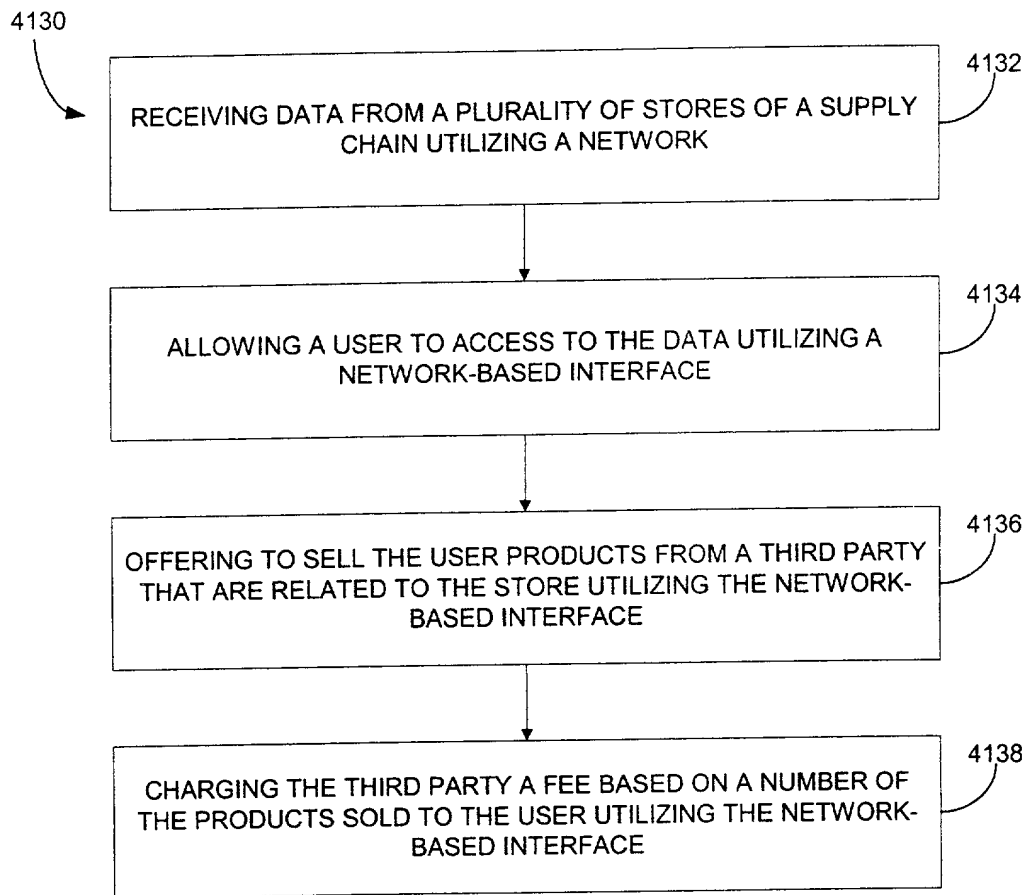 4130
4132
RECEIVING DATA FROM A PLURALITY OF STORES OF A SUPPLY
CHAIN UTILIZING A NETWORK
4134
ALLOWING A USER TO ACCESS TO THE DATA UTILIZING A
NETWORK-BASED INTERFACE
4136
OFFERING TO SELL THE USER PRODUCTS FROM A THIRD PARTY
THAT ARE RELATED TO THE STORE UTILIZING THE NETWORK-
BASED INTERFACE
4138
CHARGING THE THIRD PARTY A FEE BASED ON A NUMBER OF
THE PRODUCTS SOLD TO THE USER UTILIZING THE NETWORK-
BASED INTERFACE